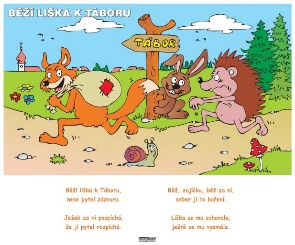 BĚŽÍ LIŠKA K TÁBORU
TÁBOR
Běží liška k Táboru,
nese pytel zázvoru.
Ježek za ní pospíchá,
že jí pytel rozpíchá.
Běž, zajíčku, běž za ní,
seber jí to koření.
Liška se mu schovala,
ještě se mu vysmála.